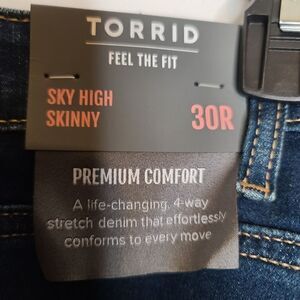 TORRID
FEEL THE FIT
SKY HIGH
SKINNY
30R
PREMIUM COMFORT
A life-changing, 4-way
stretch denim that effortlessly
conforms to every move